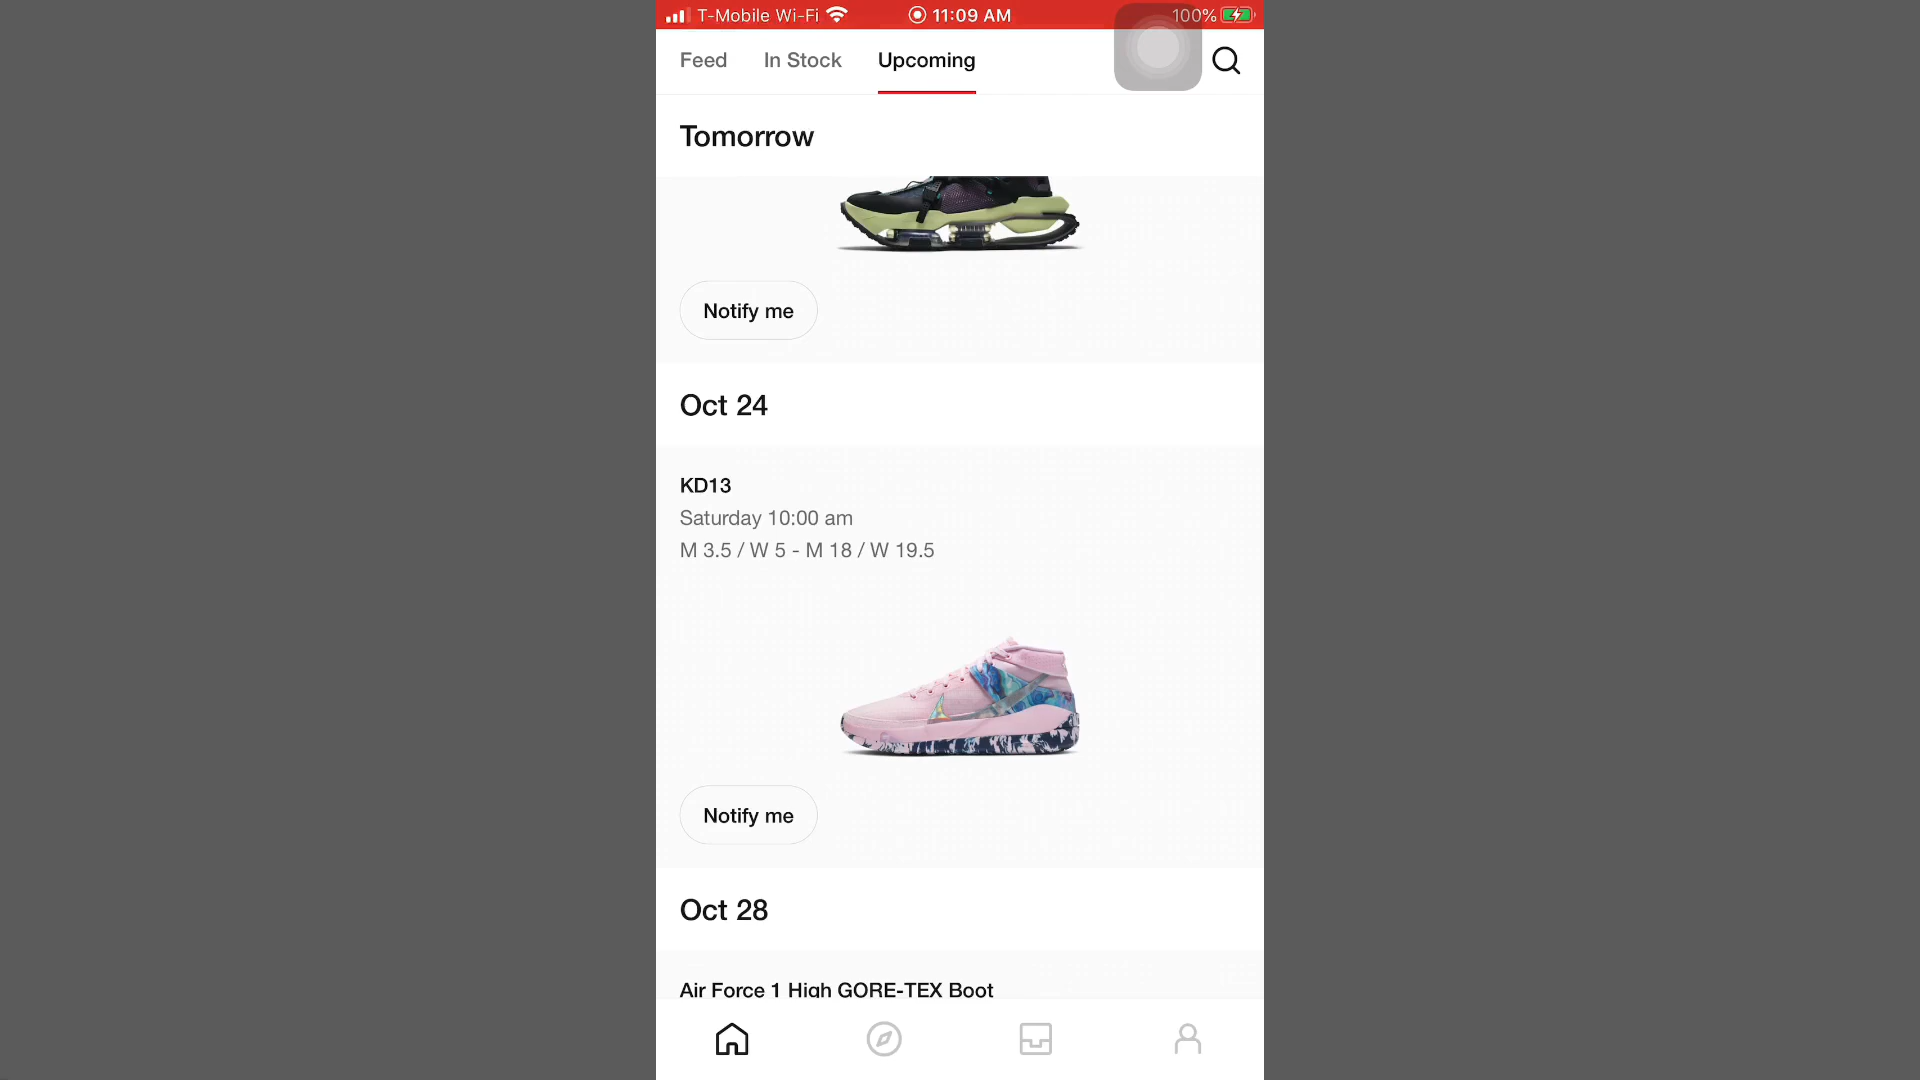 T-Mobile Wi-Fi 11:09 AM 100%
Feed In Stock Upcoming
Tomorrow
Notify me
Oct 24
KD13
Saturday 10:00 am
M 3.5 / W 5 - M 18 / W 19.5
Notify me
Oct 28
Air Force 1 High GORE-TEX Boot